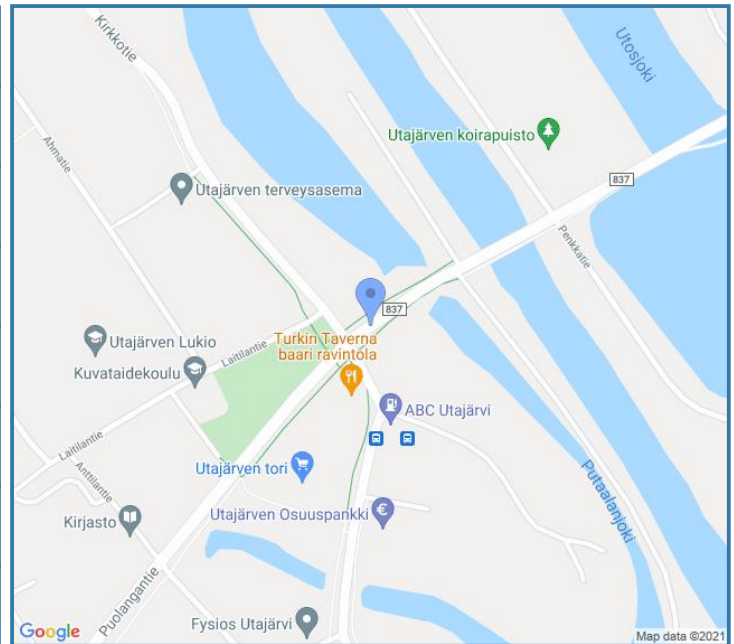 Kirkkotie
Utosjoki
Utajärven koirapuisto
837
Ahmatie
Utajärven terveysasema
Penkkatie
837
Turkin Taverna
baari ravintola
Utajärven Lukio
Laitilantie
Kuvataidekoulu
ABC Utajärvi
Laitilantie
Utajärven tori
Anttilantie
Putaalanjoki
Utajärven Osuuspankki
Kirjasto
Puolangantie
Fysios Utajärvi
Google
Map data ©2021